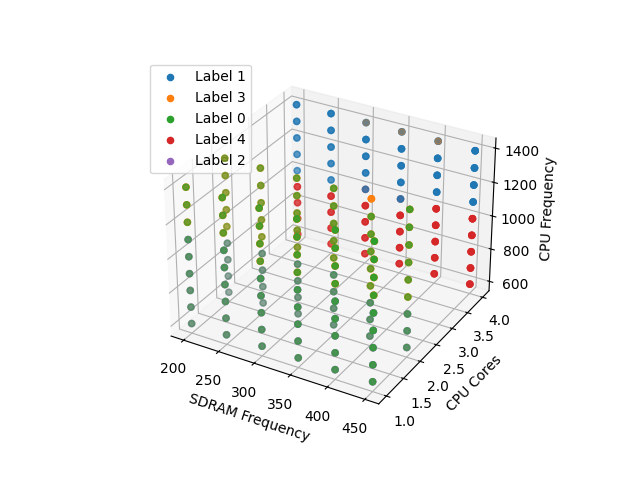 Label 1
Label 3
Label 0
Label 4
Label 2
1400
1200
1000
800
600
CPU Frequency
4.0
3.5
3.0
2.5
2.0
1.5
1.0
CPU Cores
200
250
300
350
400
450
SDRAM Frequency